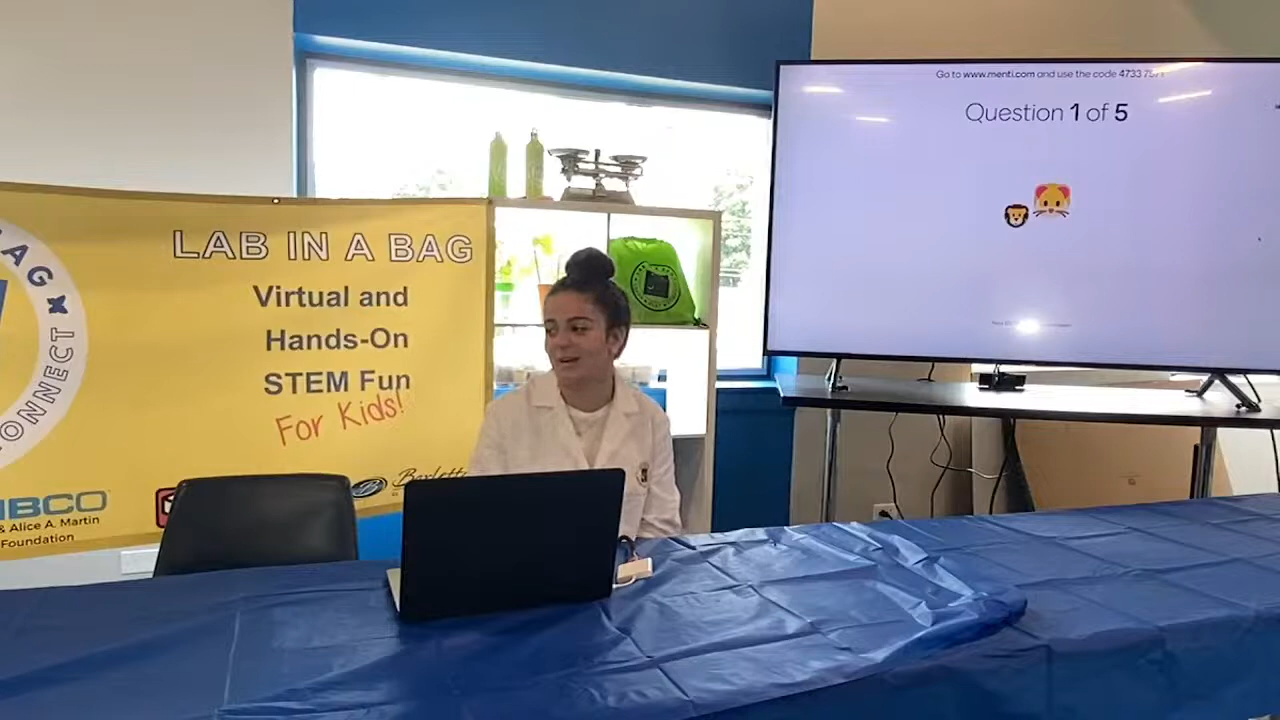 AG
CONNECT
LAB IN A BAG
Virtual and
Hands-On
STEM Fun
For Kids!
& Alice A. Martin
Foundation
Go to www.menti.com and use the code 4733
Question 1 of 5